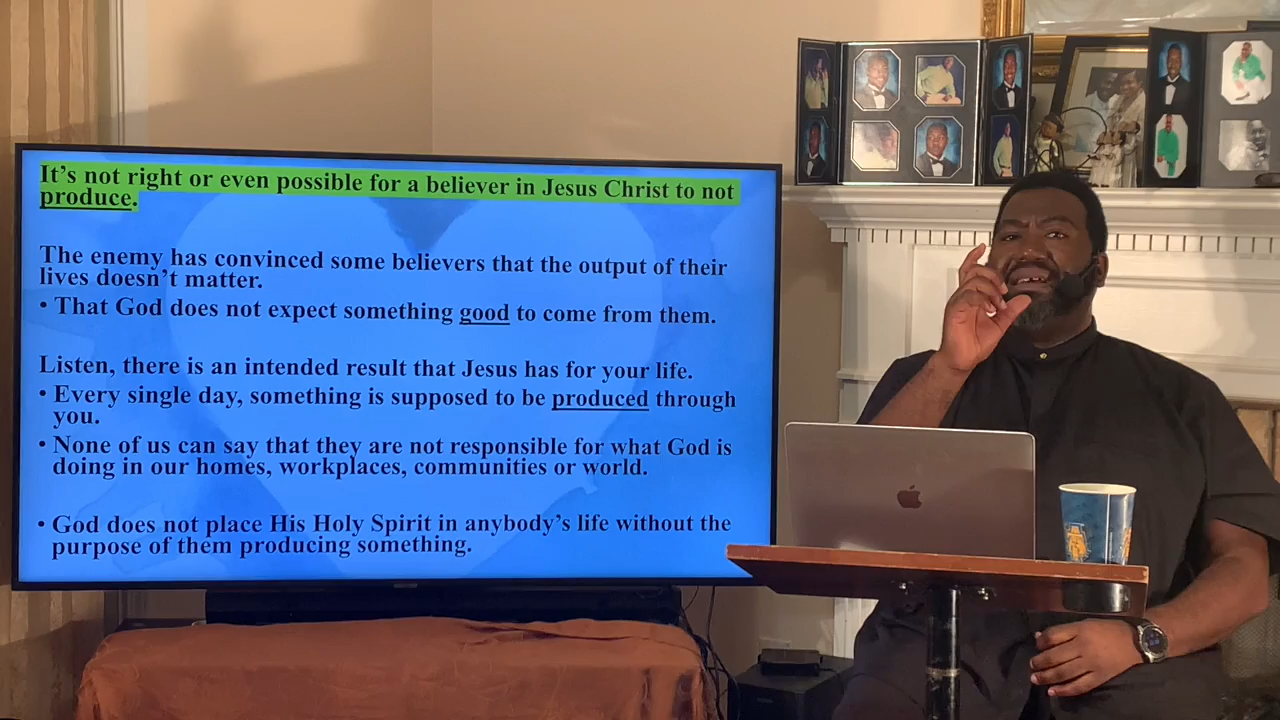 It's not right or even possible for a believer in Jesus Christ to not
produce.
The enemy has convinced some believers that the output of their
lives doesn't matter.
• That God does not expect something good to come from them.
Listen, there is an intended result that Jesus has for your life.
• Every single day, something is supposed to be produced through
you.
• None of us can say that they are not responsible for what God is
doing in our homes, workplaces, communities or world.
• God does not place His Holy Spirit in anybody's life without the
purpose of them producing something.